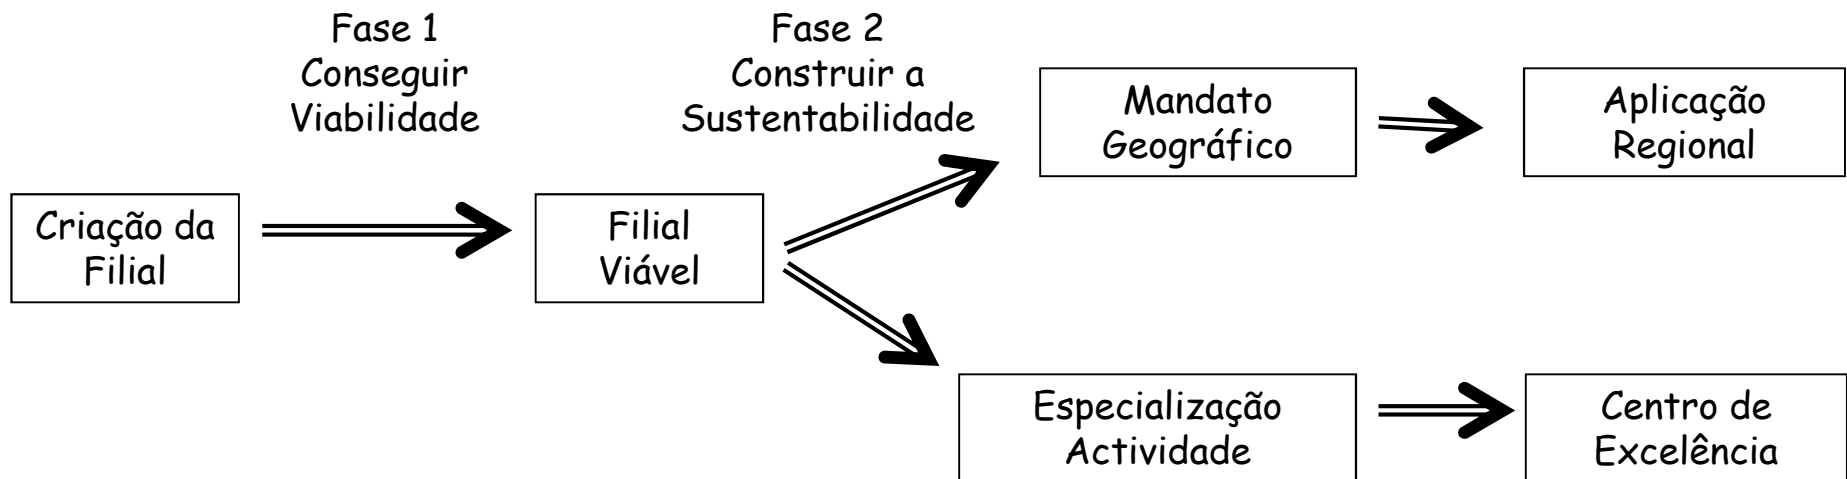 Fase 1
Conseguir
Viabilidade
Fase 2
Construir a
Sustentabilidade
Mandato
Geográfico
Aplicação
Regional
Criação da
Filial
Filial
Viável
Especialização
Actividade
Centro de
Excelência